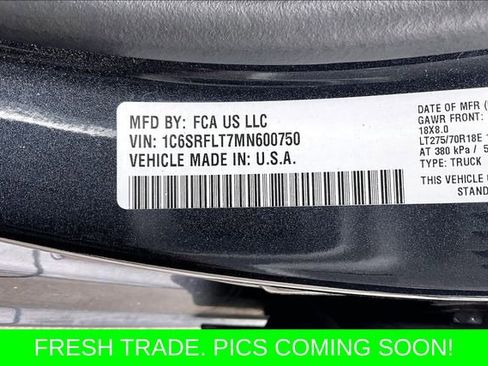 MFD BY: FCA US LLC
VIN: 1C6SRFLT7MN600750
VEHICLE MADE IN: U.S.A.
DATE OF MFR
GAWR FRONT:
18X8.0
LT275/70R18E
AT 380 kPa /
TYPE: TRUCK
THIS VEHICLE
STAND
FRESH TRADE. PICS COMING SOON!